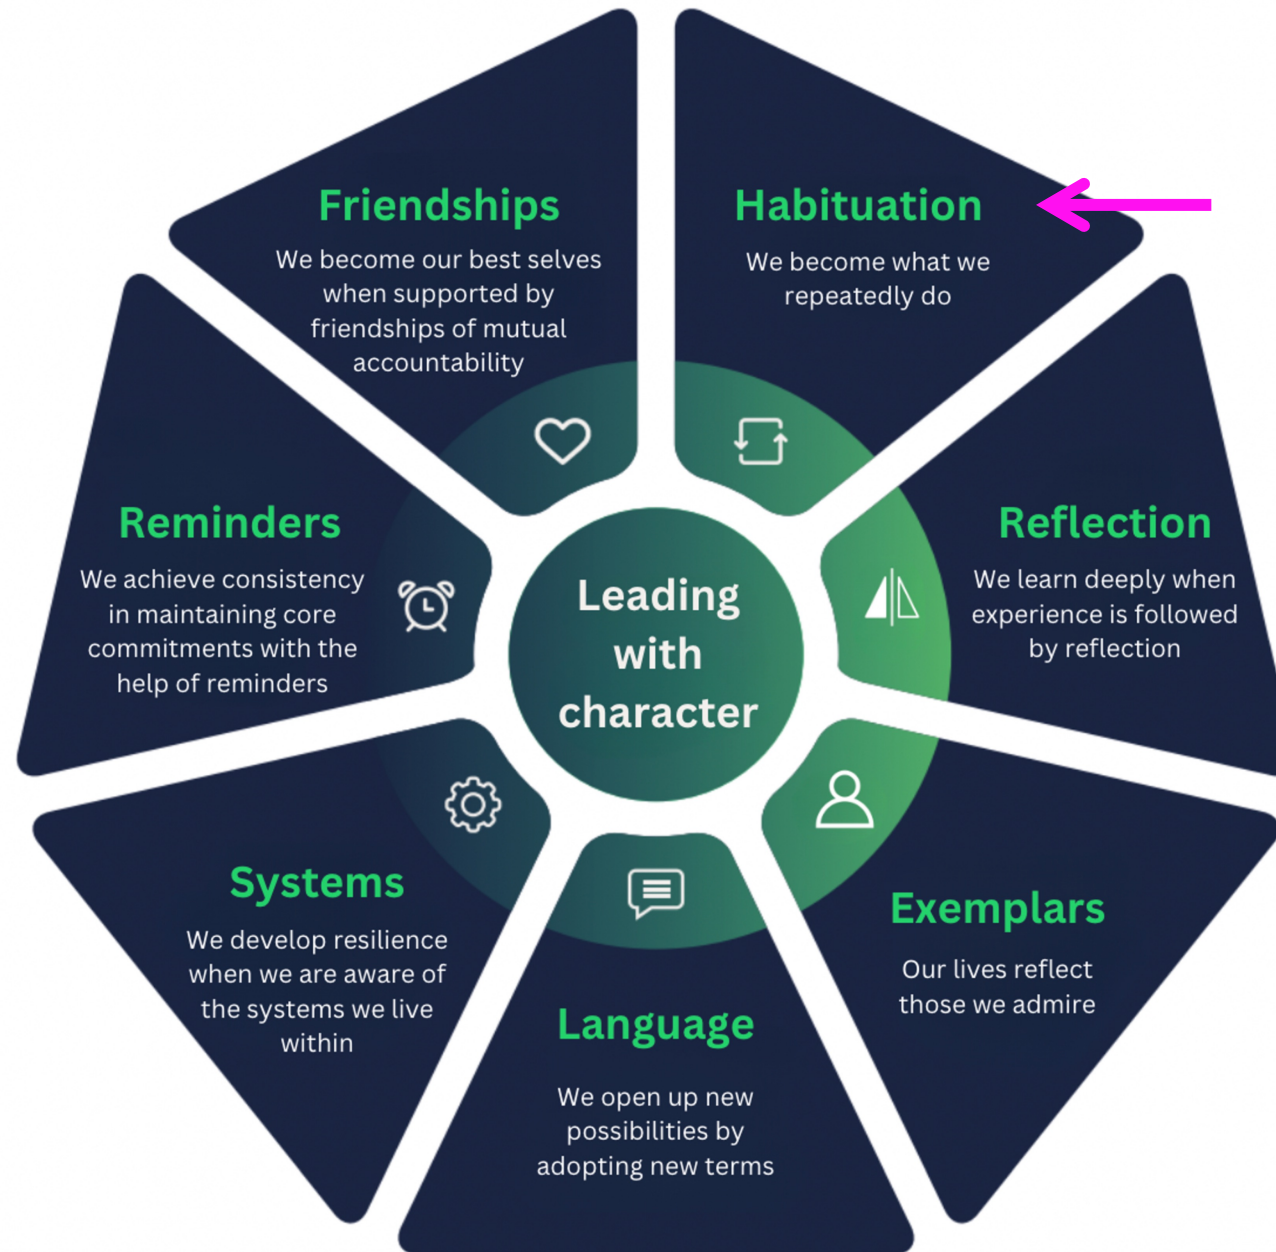 Friendships
We become our best selves
when supported by
friendships of mutual
accountability
Habituation
We become what we
repeatedly do
Reflection
We learn deeply when
experience is followed
by reflection
Exemplars
Our lives reflect
those we admire
Language
We open up new
possibilities by
adopting new terms
Systems
We develop resilience
when we are aware of
the systems we live
within
Reminders
We achieve consistency
in maintaining core
commitments with the
help of reminders
Leading
with
character